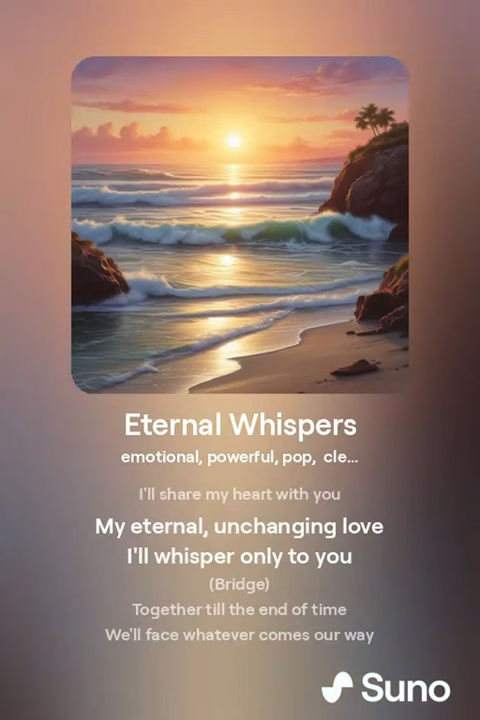 Eternal Whispers
emotional, powerful, pop, cle...
I'll share my heart with you
My eternal, unchanging love
I'll whisper only to you
(Bridge)
Together till the end of time
We'll face whatever comes our way
Suno